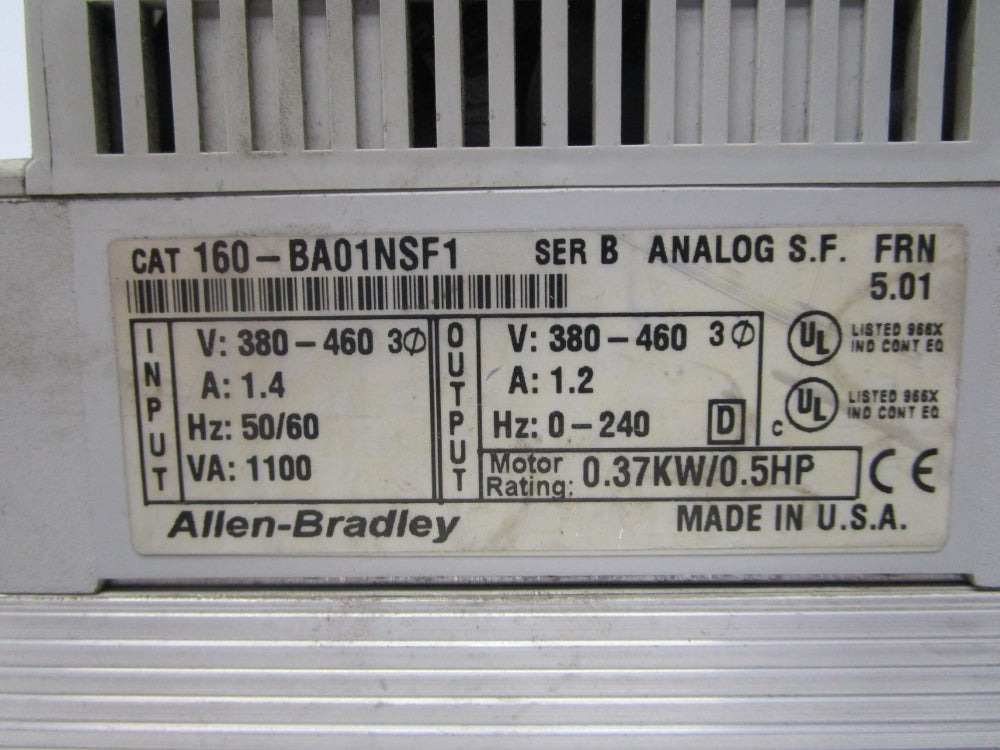 CAT 160-BA01NSF1 SER B ANALOG S.F. FRN
5.01
INPUT
V: 380-460 3Ø
A: 1.4
Hz: 50/60
VA: 1100
OUTPUT
V: 380-460 3Ø
A: 1.2
Hz: 0-240 D
Motor Rating: 0.37KW/0.5HP
UL LISTED 966X
IND CONT EQ
C UL LISTED 966X
IND CONT EQ
CE
Allen-Bradley MADE IN U.S.A.